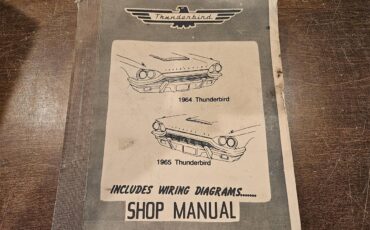 Thunderbird
1964 Thunderbird
1965 Thunderbird
INCLUDES WIRING DIAGRAMS.......
SHOP MANUAL